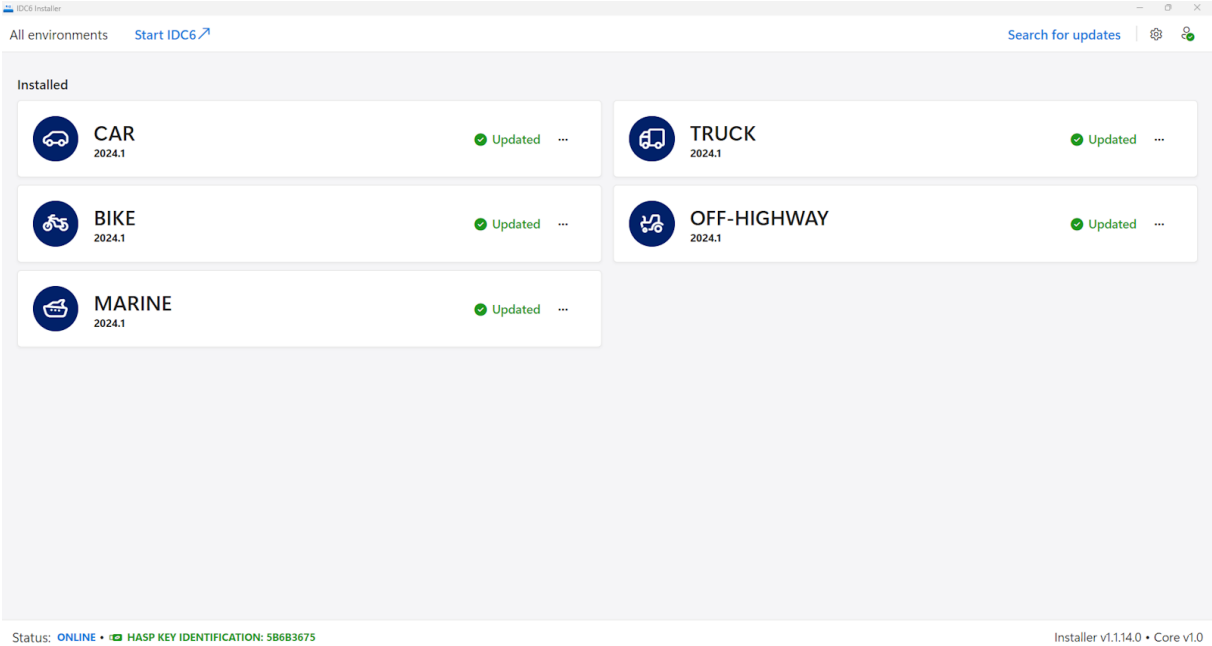 IDC6 Installer
All environments Start IDC6 Search for updates
Installed
CAR
2024.1
Updated ...
TRUCK
2024.1
Updated ...
BIKE
2024.1
Updated ...
OFF-HIGHWAY
2024.1
Updated ...
MARINE
2024.1
Updated ...
Status: ONLINE • HASP KEY IDENTIFICATION: 5B6B3675 Installer v1.1.14.0 • Core v1.0